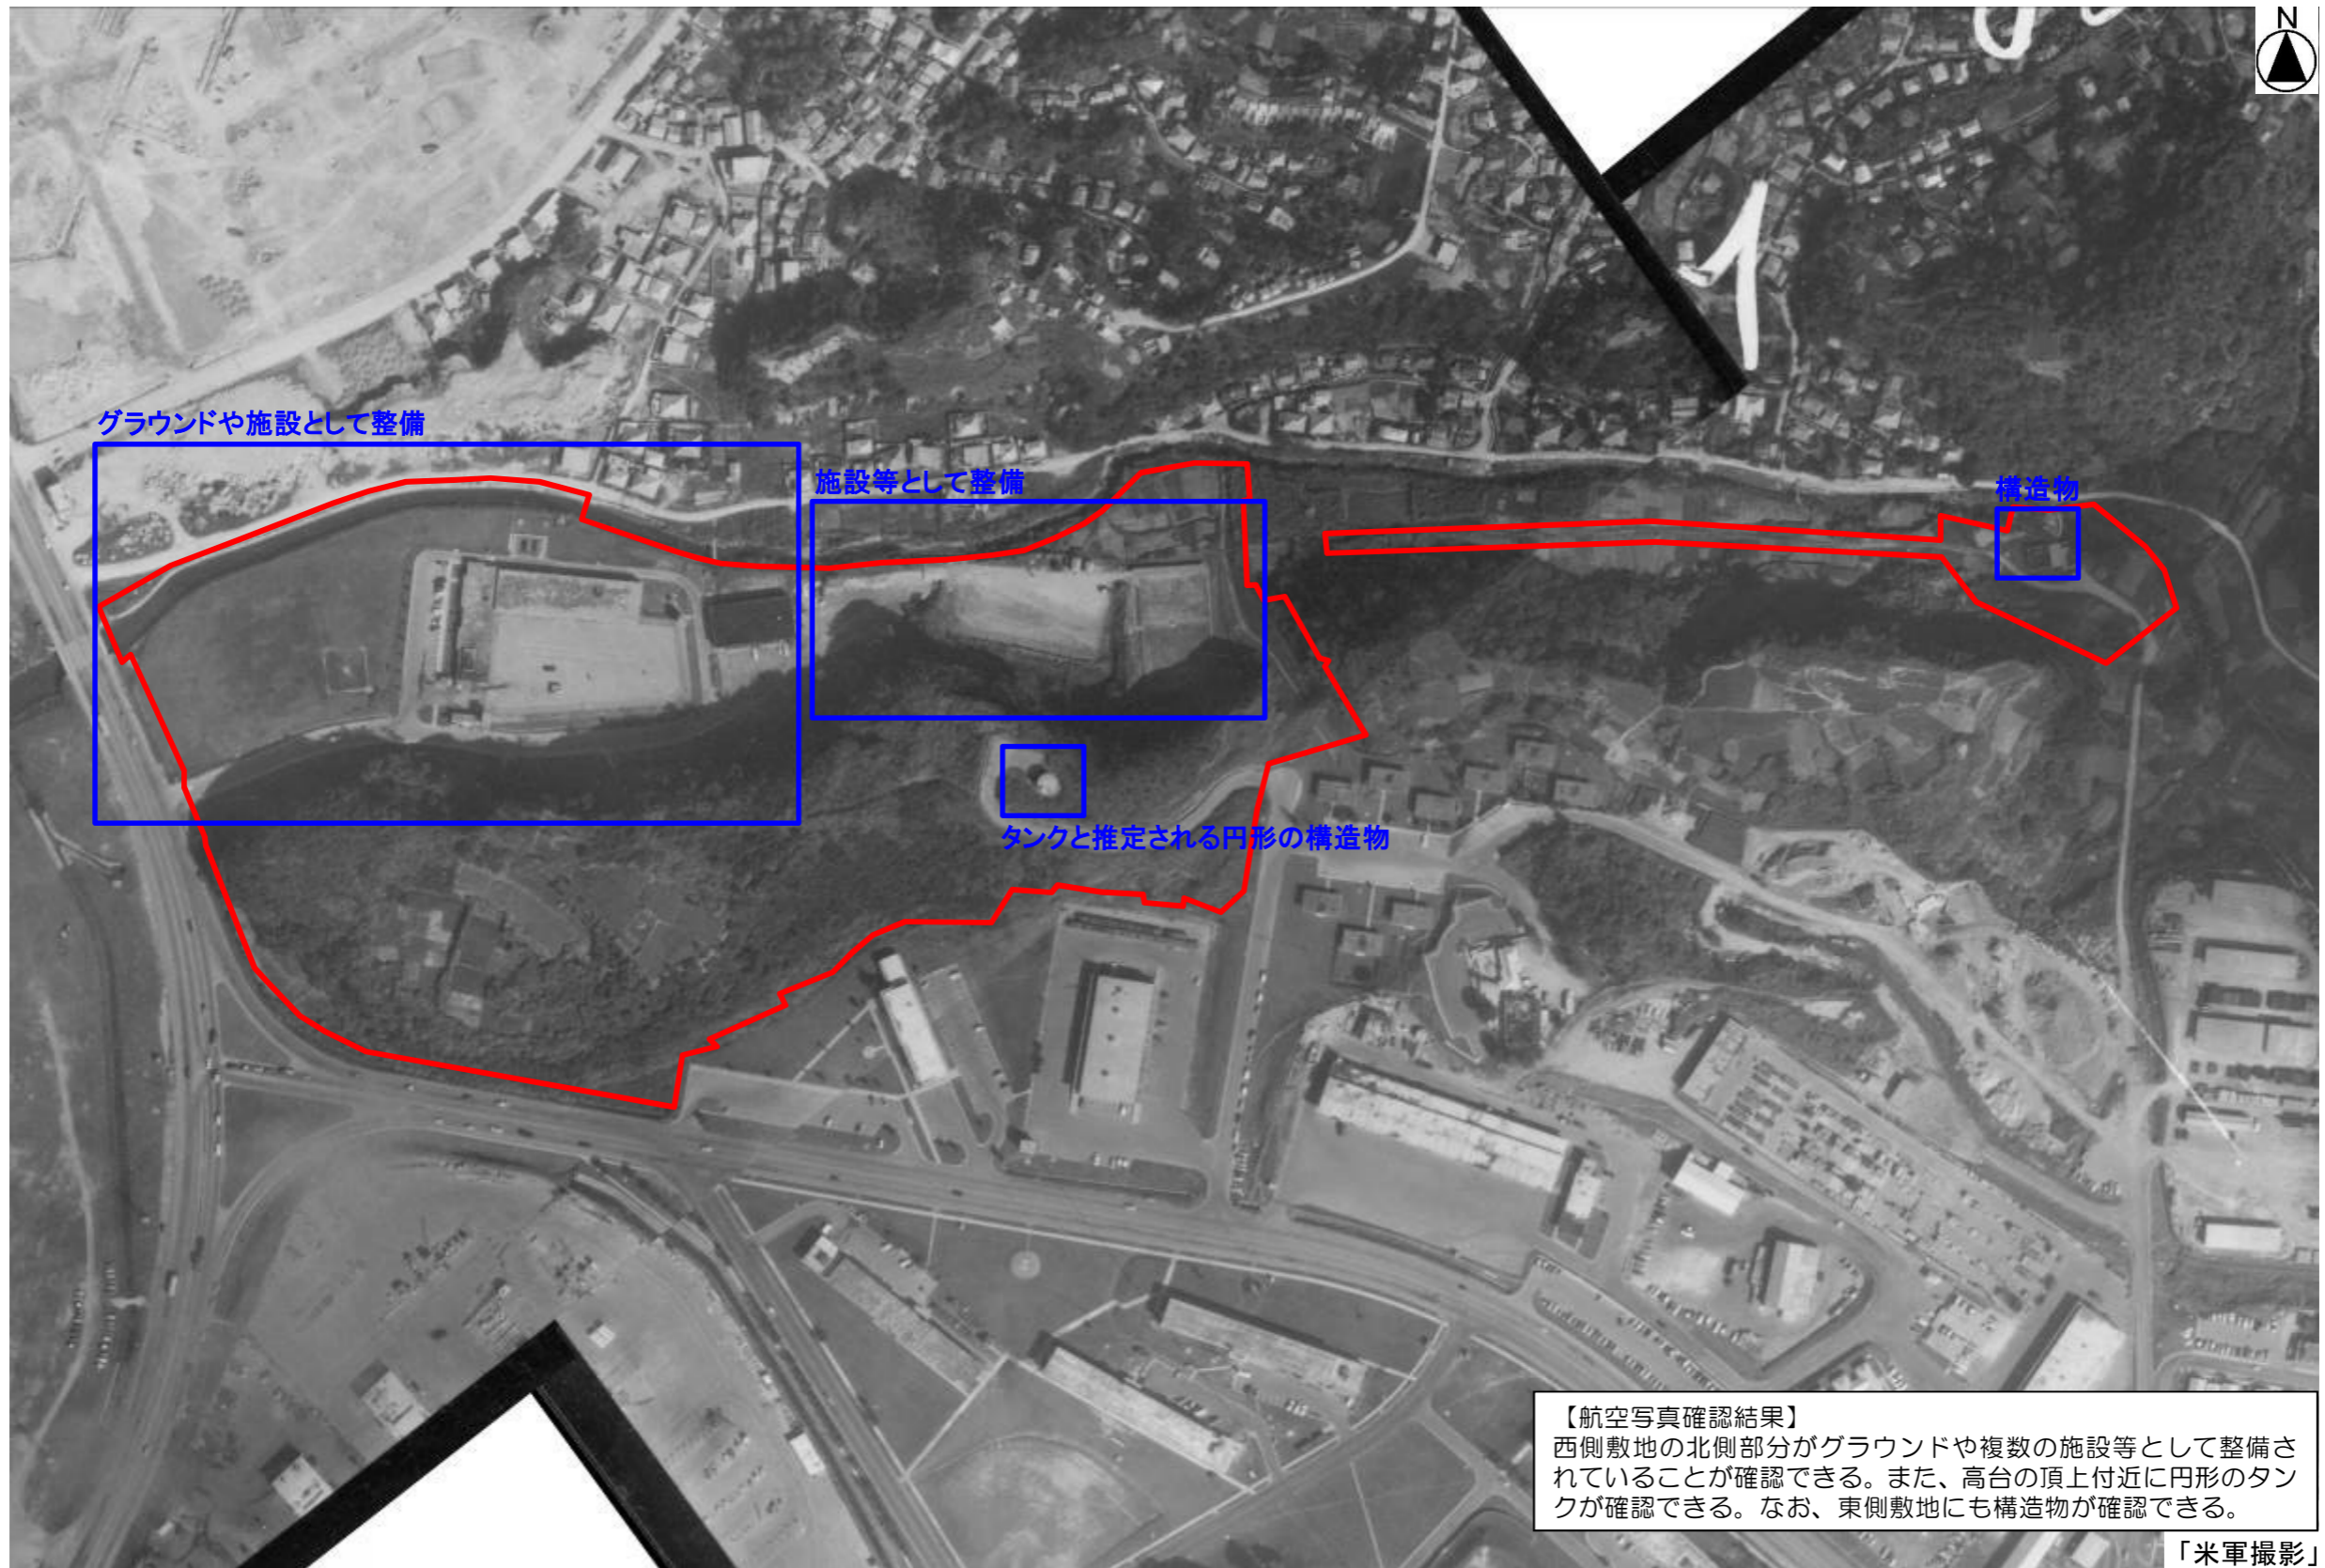 N
1
グラウンドや施設として整備
施設等として整備
構造物
タンクと推定される円形の構造物
【航空写真確認結果】
西側敷地の北側部分がグラウンドや複数の施設等として整備さ
れていることが確認できる。また、高台の頂上付近に円形のタン
クが確認できる。なお、東側敷地にも構造物が確認できる。
「米軍撮影」